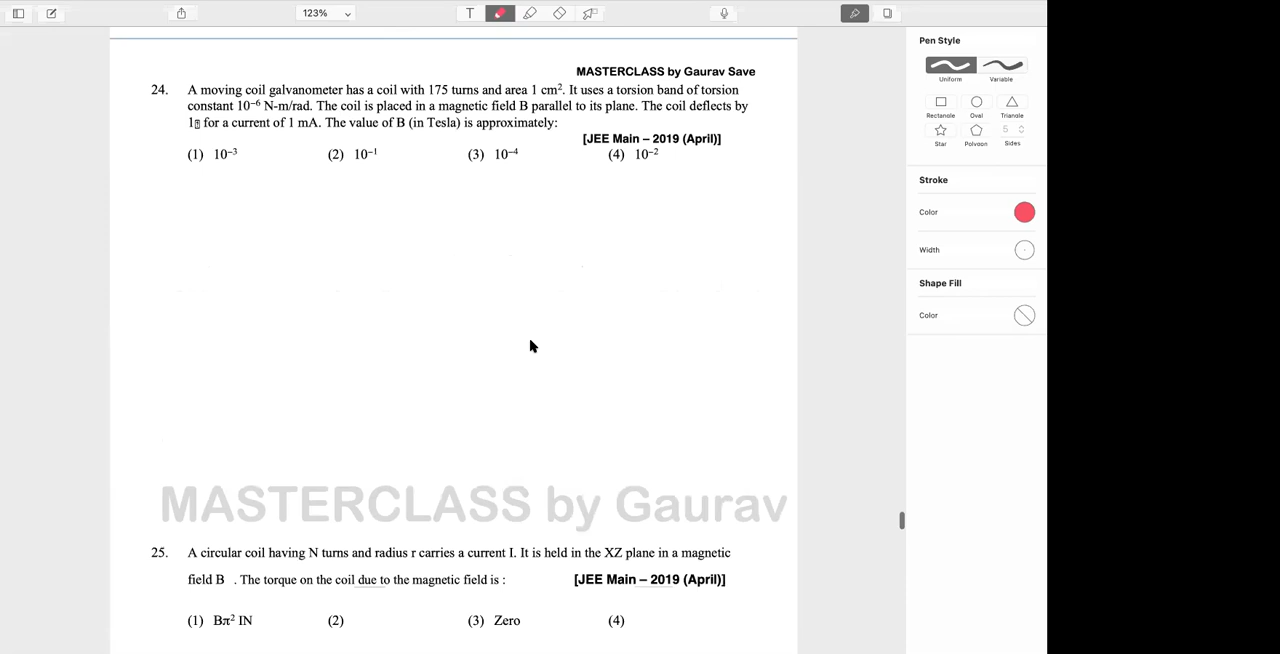 123%
T
Pen Style
Uniform Variable
Rectangle Oval Triangle
5
Star Polygon Sides
Stroke
Color
Width
Shape Fill
Color
MASTERCLASS by Gaurav Save
24. A moving coil galvanometer has a coil with 175 turns and area 1 cm². It uses a torsion band of torsion
constant 10⁻⁶ N-m/rad. The coil is placed in a magnetic field B parallel to its plane. The coil deflects by
1▯ for a current of 1 mA. The value of B (in Tesla) is approximately:
[JEE Main – 2019 (April)]
(1) 10⁻³ (2) 10⁻¹ (3) 10⁻⁴ (4) 10⁻²
MASTERCLASS by Gaurav
25. A circular coil having N turns and radius r carries a current I. It is held in the XZ plane in a magnetic
field B . The torque on the coil due to the magnetic field is :
[JEE Main – 2019 (April)]
(1) Bπ² IN (2) (3) Zero (4)